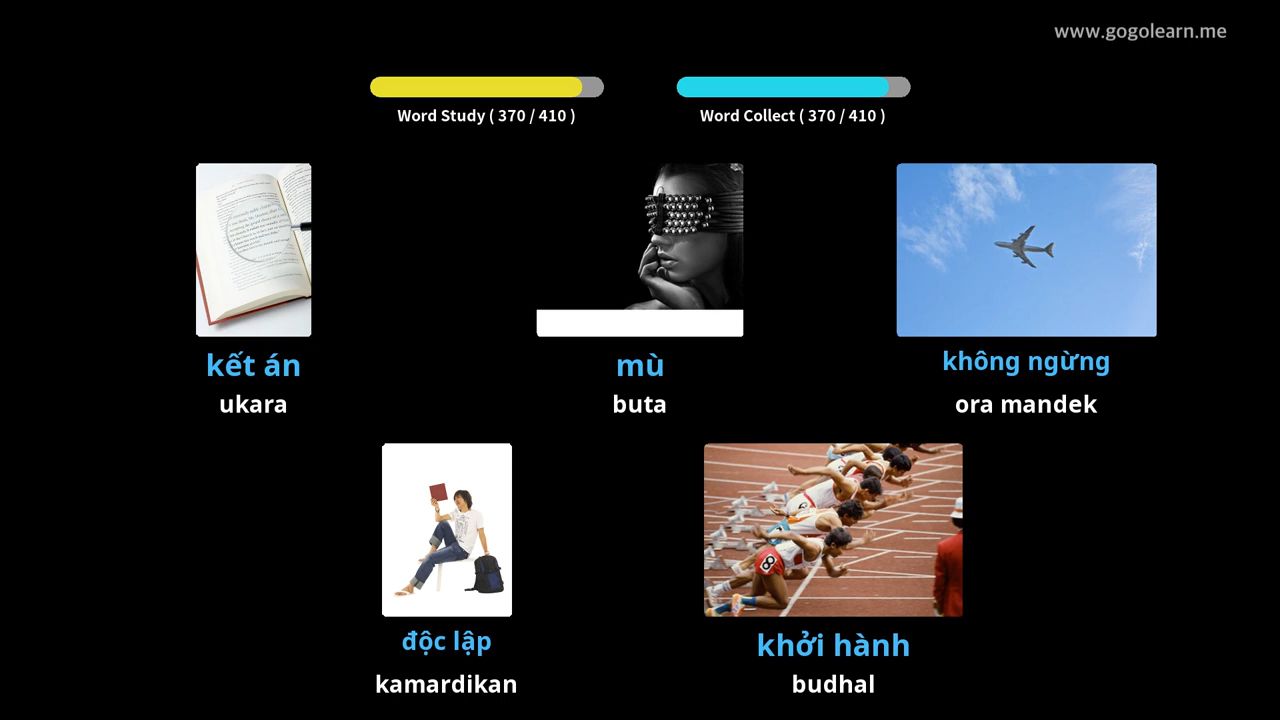 www.gogolearn.me
Word Study ( 370 / 410 )
Word Collect ( 370 / 410 )
kết án
ukara
mù
buta
không ngừng
ora mandek
độc lập
kamardikan
khởi hành
budhal